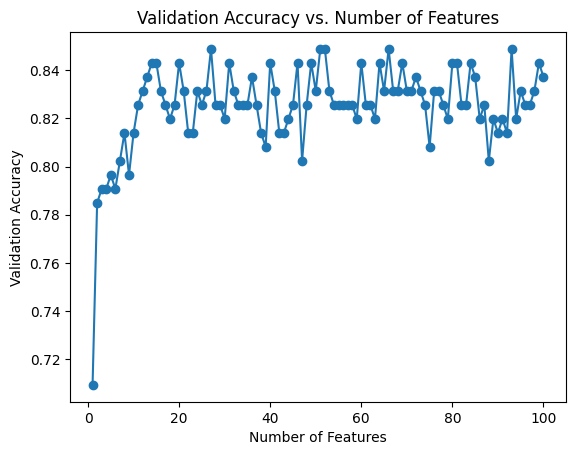 Validation Accuracy vs. Number of Features
Validation Accuracy
0.84
0.82
0.80
0.78
0.76
0.74
0.72
0 20 40 60 80 100
Number of Features